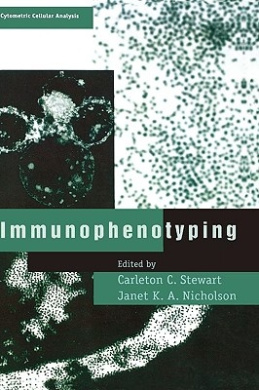 Cytometric Cellular Analysis
Immunophenotyping
Edited by
Carleton C. Stewart
Janet K. A. Nicholson